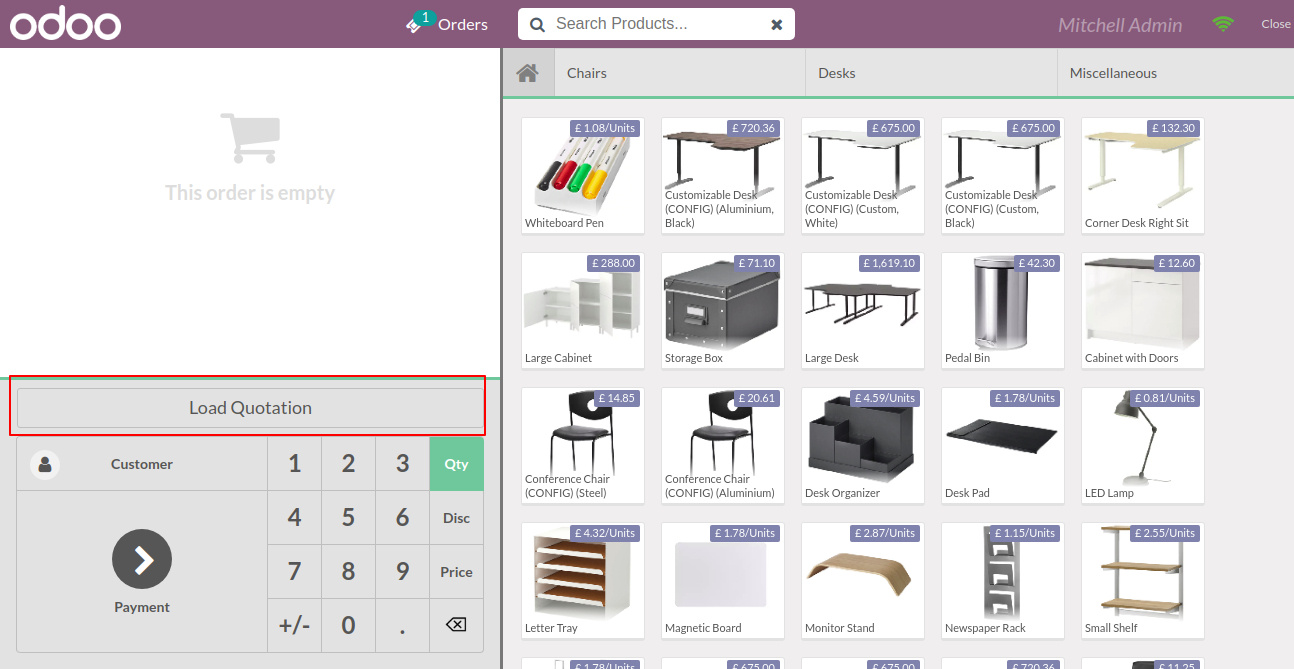 odoo
1
Orders
Search Products...
Mitchell Admin
Close
Chairs
Desks
Miscellaneous
This order is empty
£ 1.08/Units
Whiteboard Pen
£ 720.36
Customizable Desk
(CONFIG) (Aluminium,
Black)
£ 675.00
Customizable Desk
(CONFIG) (Custom,
White)
£ 675.00
Customizable Desk
(CONFIG) (Custom,
Black)
£ 132.30
Corner Desk Right Sit
£ 288.00
Large Cabinet
£ 71.10
Storage Box
£ 1,619.10
Large Desk
£ 42.30
Pedal Bin
£ 12.60
Cabinet with Doors
£ 14.85
Conference Chair
(CONFIG) (Steel)
£ 20.61
Conference Chair
(CONFIG) (Aluminium)
£ 4.59/Units
Desk Organizer
£ 1.78/Units
Desk Pad
£ 0.81/Units
LED Lamp
£ 4.32/Units
Letter Tray
£ 1.78/Units
Magnetic Board
£ 2.87/Units
Monitor Stand
£ 1.15/Units
Newspaper Rack
£ 2.55/Units
Small Shelf
£ 1.78/Units
£ 675.00
£ 675.00
£ 720.36
£ 11.25
Load Quotation
Customer
1 2 3 Qty
4 5 6 Disc
7 8 9 Price
+/- 0 .
Payment